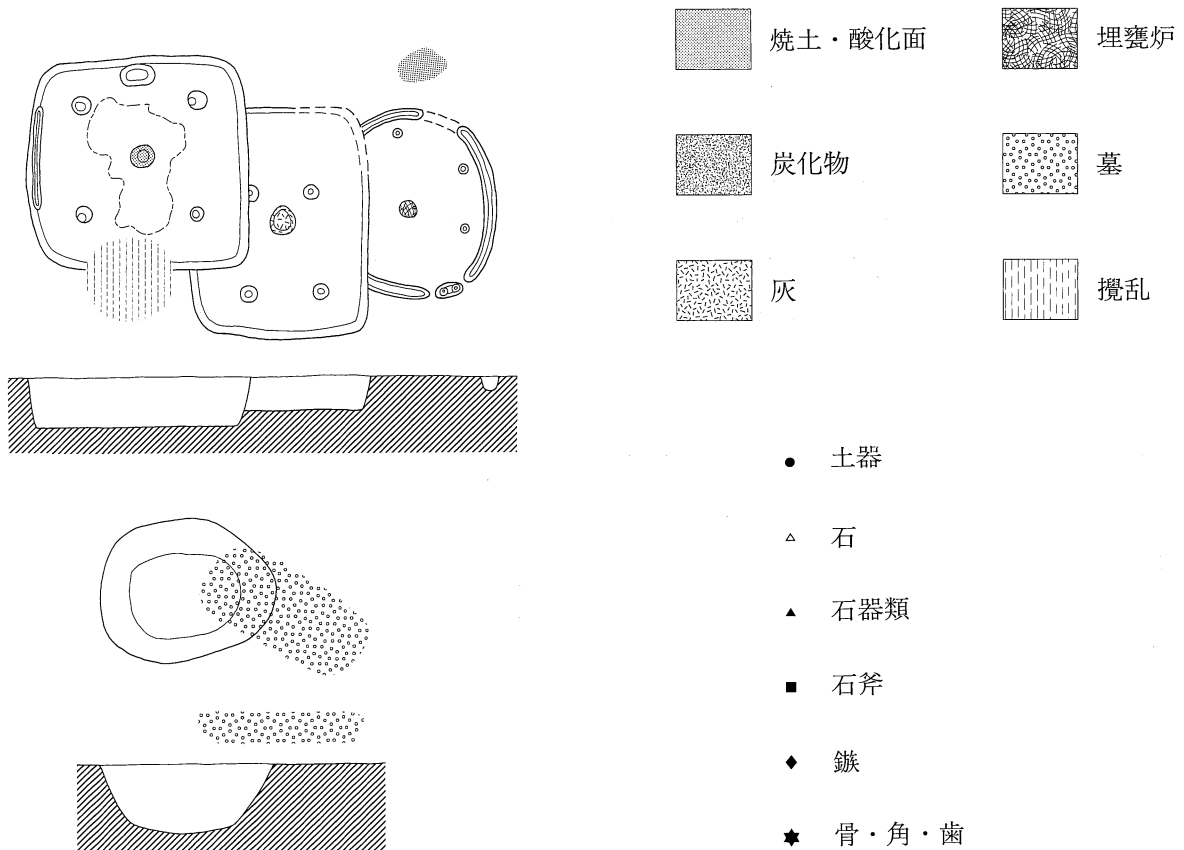 焼土・酸化面
埋甕炉
炭化物
墓
灰
攪乱
土器
石
石器類
石斧
鏃
骨・角・歯